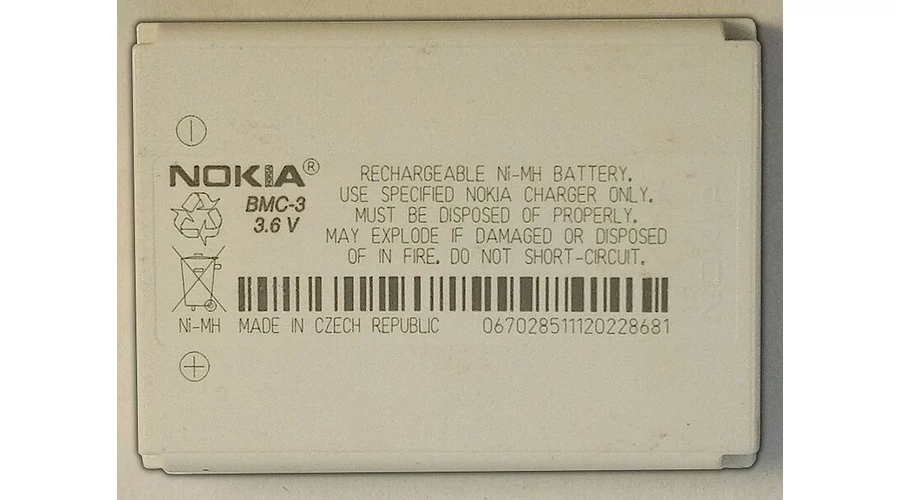 NOKIA®
BMC-3
3.6 V
RECHARGEABLE Ni-MH BATTERY.
USE SPECIFIED NOKIA CHARGER ONLY.
MUST BE DISPOSED OF PROPERLY.
MAY EXPLODE IF DAMAGED OR DISPOSED
OF IN FIRE. DO NOT SHORT-CIRCUIT.
Ni-MH MADE IN CZECH REPUBLIC 067028511120228681